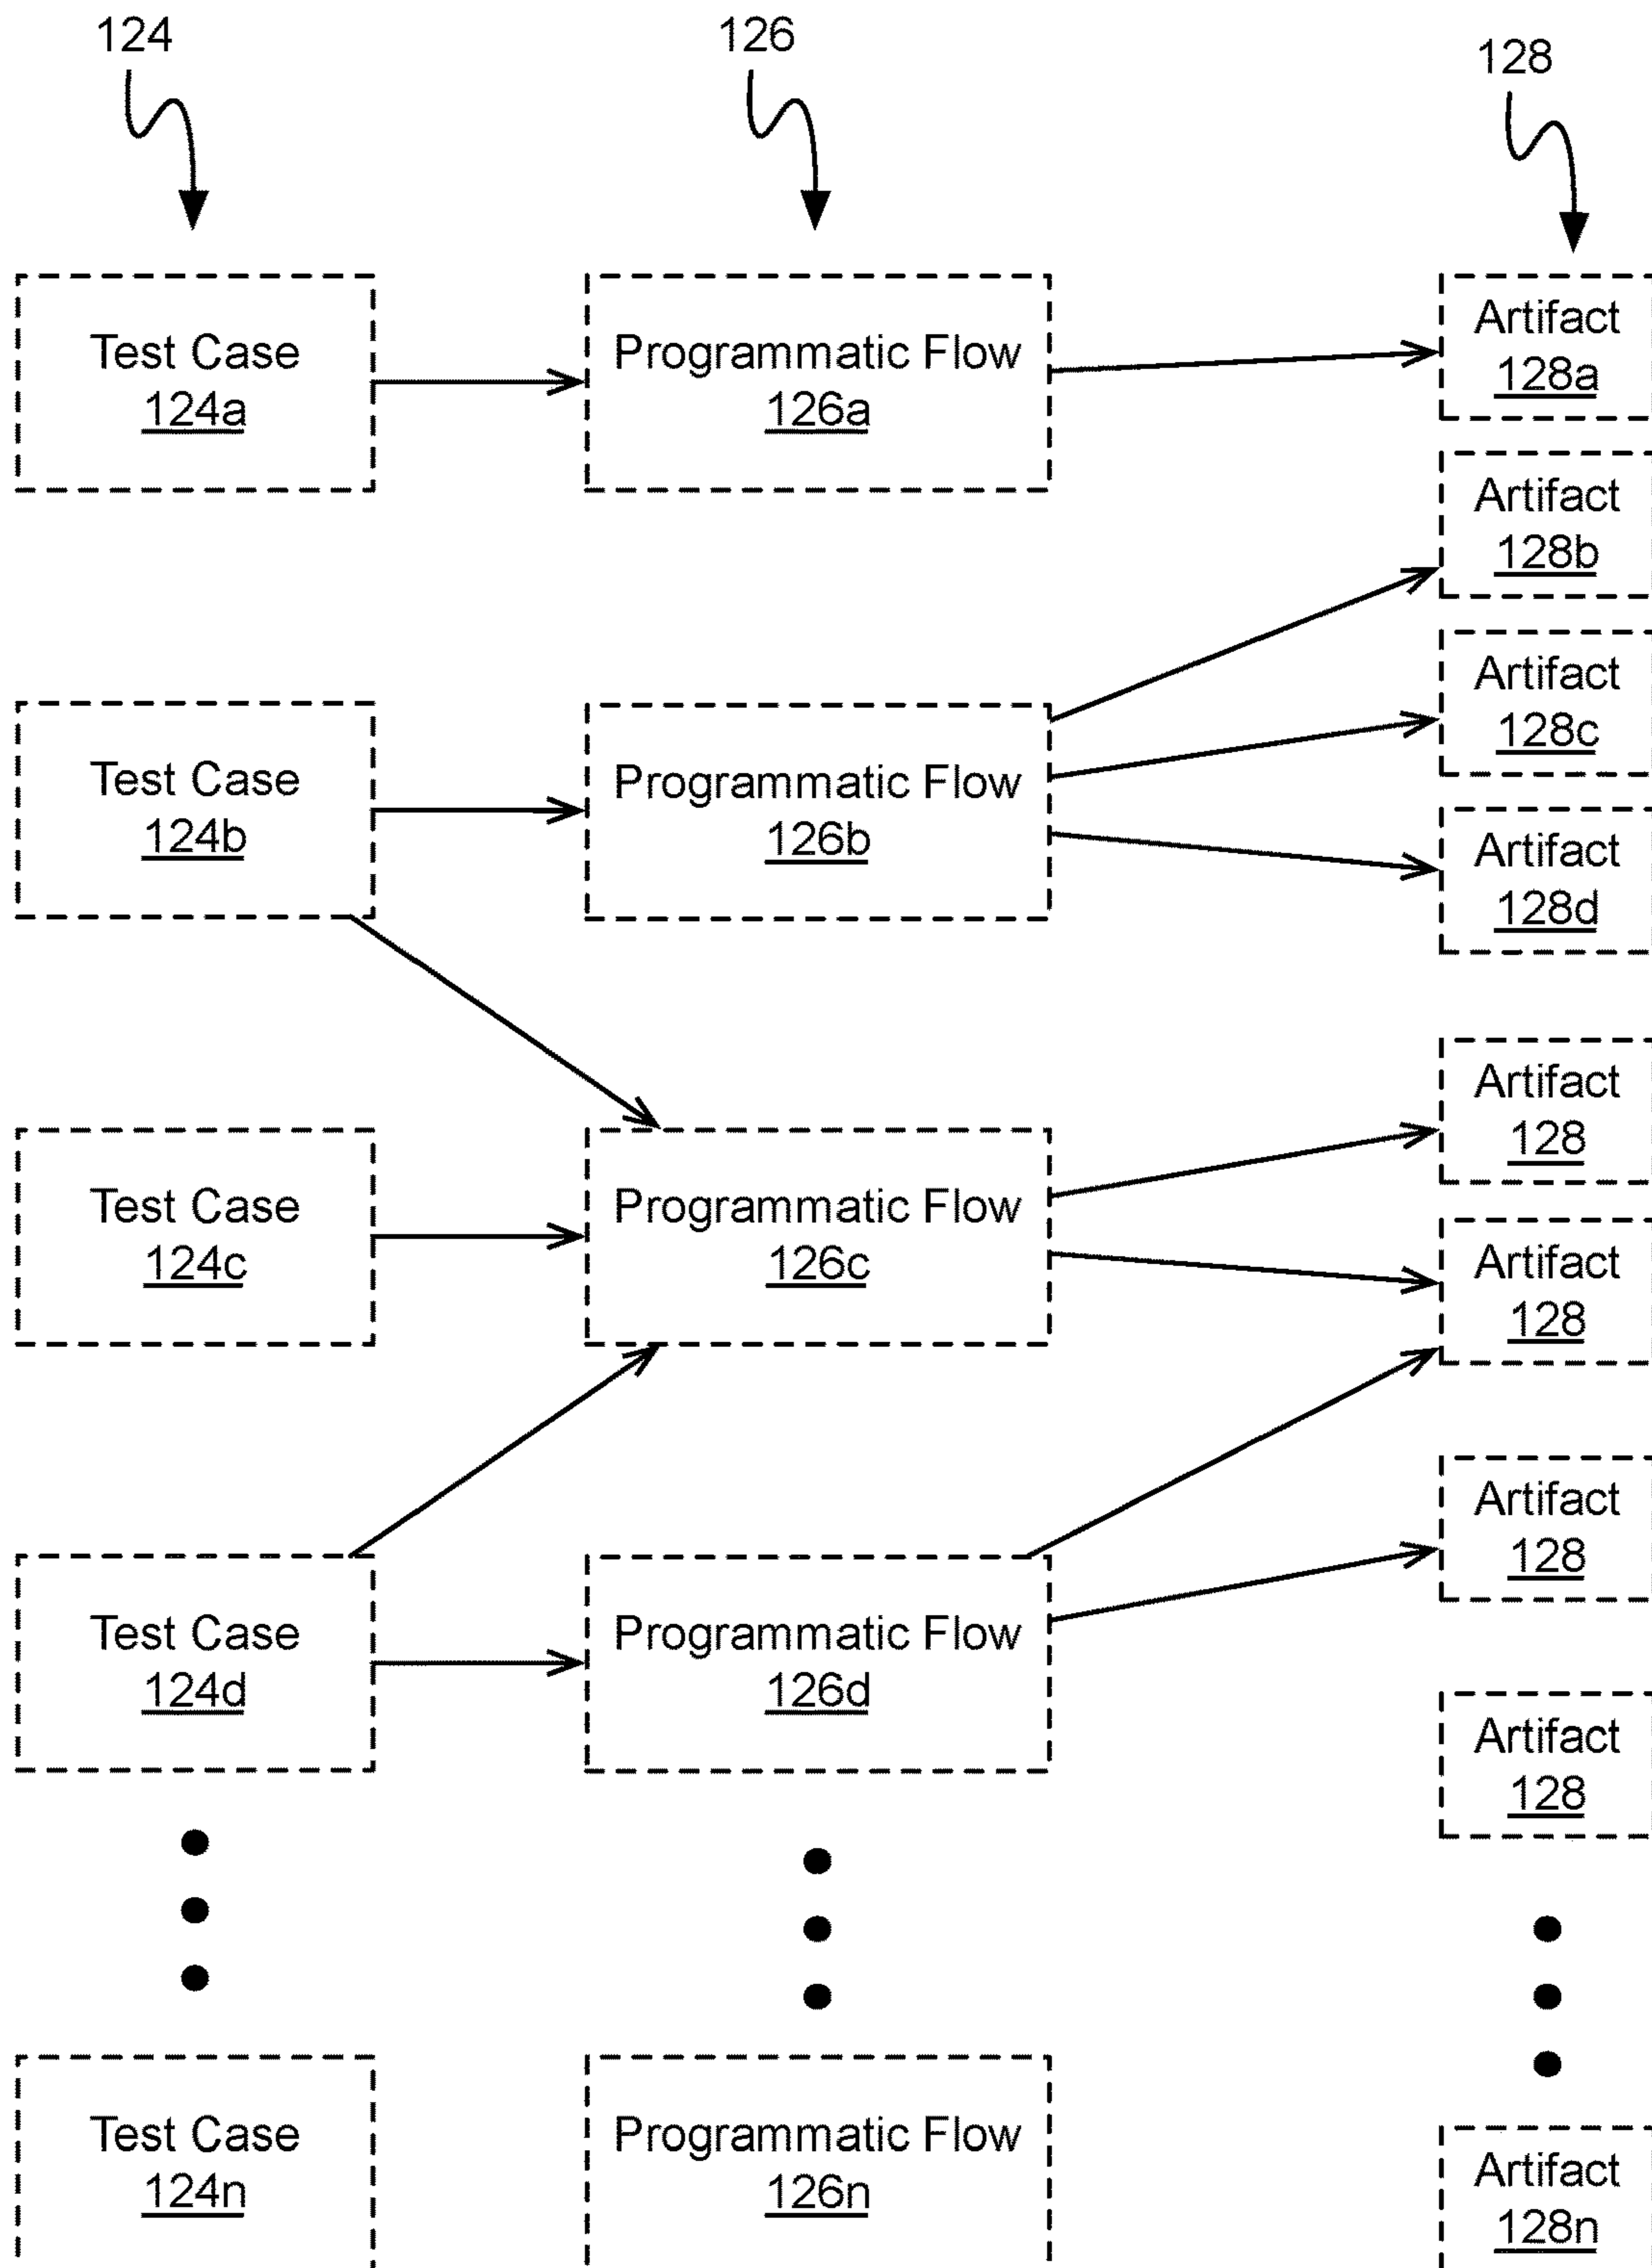 124
126
128
Test Case
124a
Programmatic Flow
126a
Artifact
128a
Artifact
128b
Artifact
128c
Test Case
124b
Programmatic Flow
126b
Artifact
128d
Artifact
128
Test Case
124c
Programmatic Flow
126c
Artifact
128
Artifact
128
Test Case
124d
Programmatic Flow
126d
Artifact
128
Test Case
124n
Programmatic Flow
126n
Artifact
128n